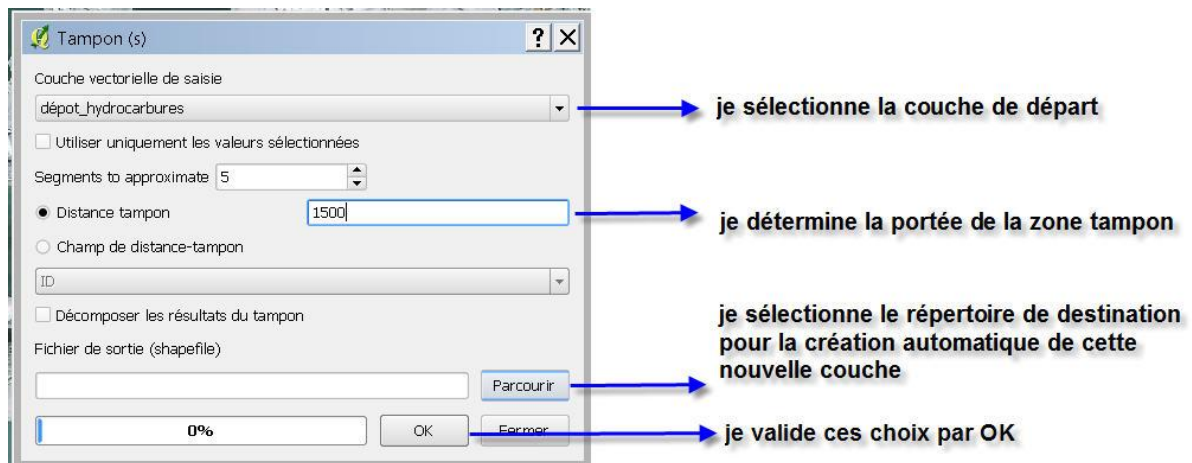 Tampon (s)
? X
Couche vectorielle de saisie
dépot_hydrocarbures
je sélectionne la couche de départ
Utiliser uniquement les valeurs sélectionnées
Segments to approximate 5
Distance tampon 1500
je détermine la portée de la zone tampon
Champ de distance-tampon
ID
Décomposer les résultats du tampon
Fichier de sortie (shapefile)
Parcourir
je sélectionne le répertoire de destination
pour la création automatique de cette
nouvelle couche
0%
OK
Fermer
je valide ces choix par OK